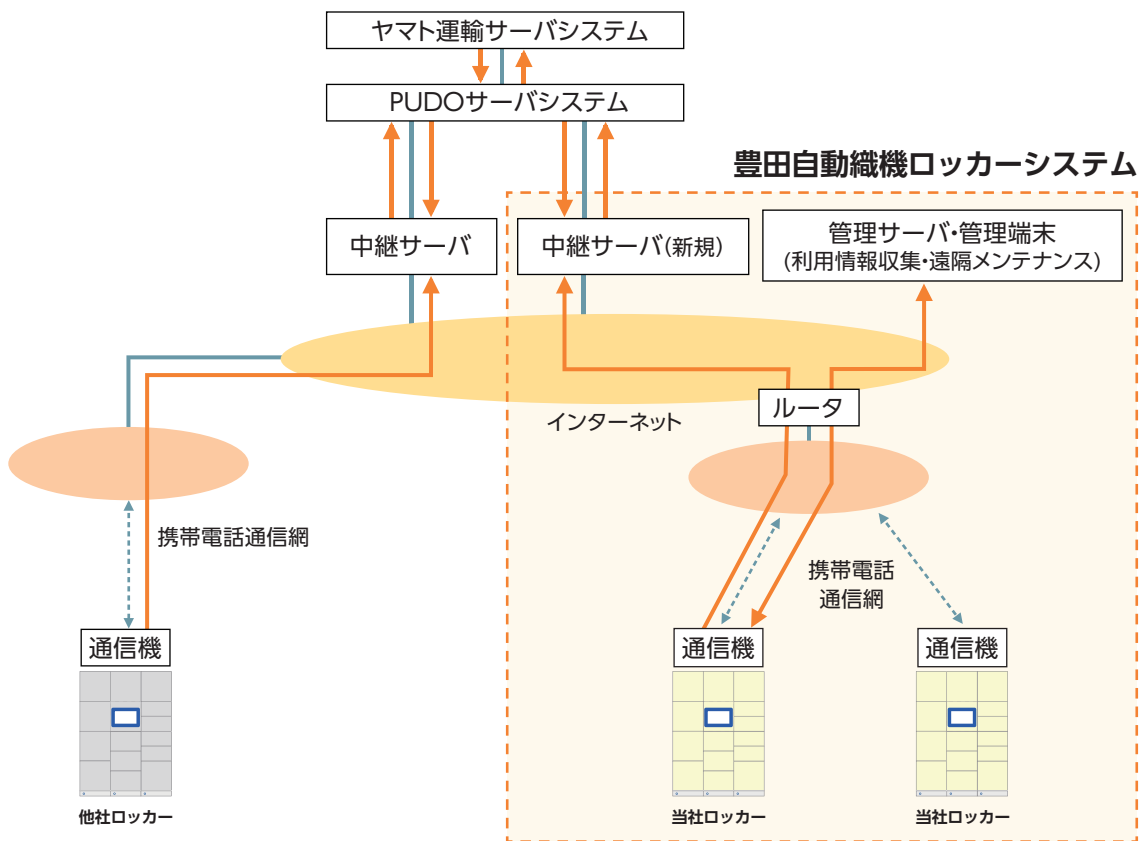 ヤマト運輸サーバシステム
PUDOサーバシステム
豊田自動織機ロッカーシステム
中継サーバ
中継サーバ(新規)
管理サーバ・管理端末
(利用情報収集・遠隔メンテナンス)
ルータ
インターネット
携帯電話通信網
携帯電話
通信網
通信機
通信機
通信機
他社ロッカー
当社ロッカー
当社ロッカー